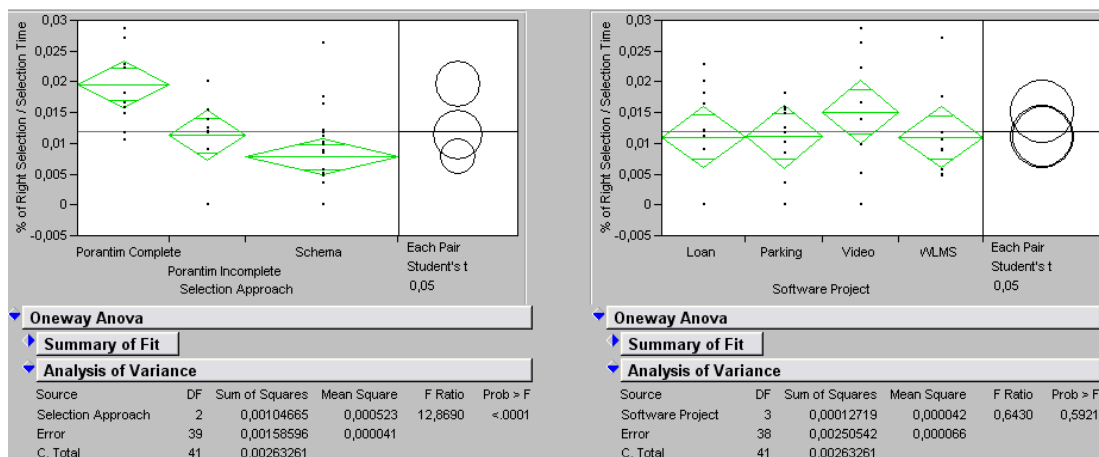 % of Right Selection / Selection Time
0,03
0,025
0,02
0,015
0,01
0,005
0
-0,005
Porantim Complete
Porantim Incomplete
Schema
Selection Approach
Each Pair
Student's t
0,05
Oneway Anova
Summary of Fit
Analysis of Variance
Source DF Sum of Squares Mean Square F Ratio Prob > F
Selection Approach 2 0,00104665 0,000523 12,8690 <.0001
Error 39 0,00158596 0,000041
C. Total 41 0,00263261
% of Right Selection / Selection Time
0,03
0,025
0,02
0,015
0,01
0,005
0
-0,005
Loan Parking Video WLMS
Software Project
Each Pair
Student's t
0,05
Oneway Anova
Summary of Fit
Analysis of Variance
Source DF Sum of Squares Mean Square F Ratio Prob > F
Software Project 3 0,00012719 0,000042 0,6430 0,5921
Error 38 0,00250542 0,000066
C. Total 41 0,00263261